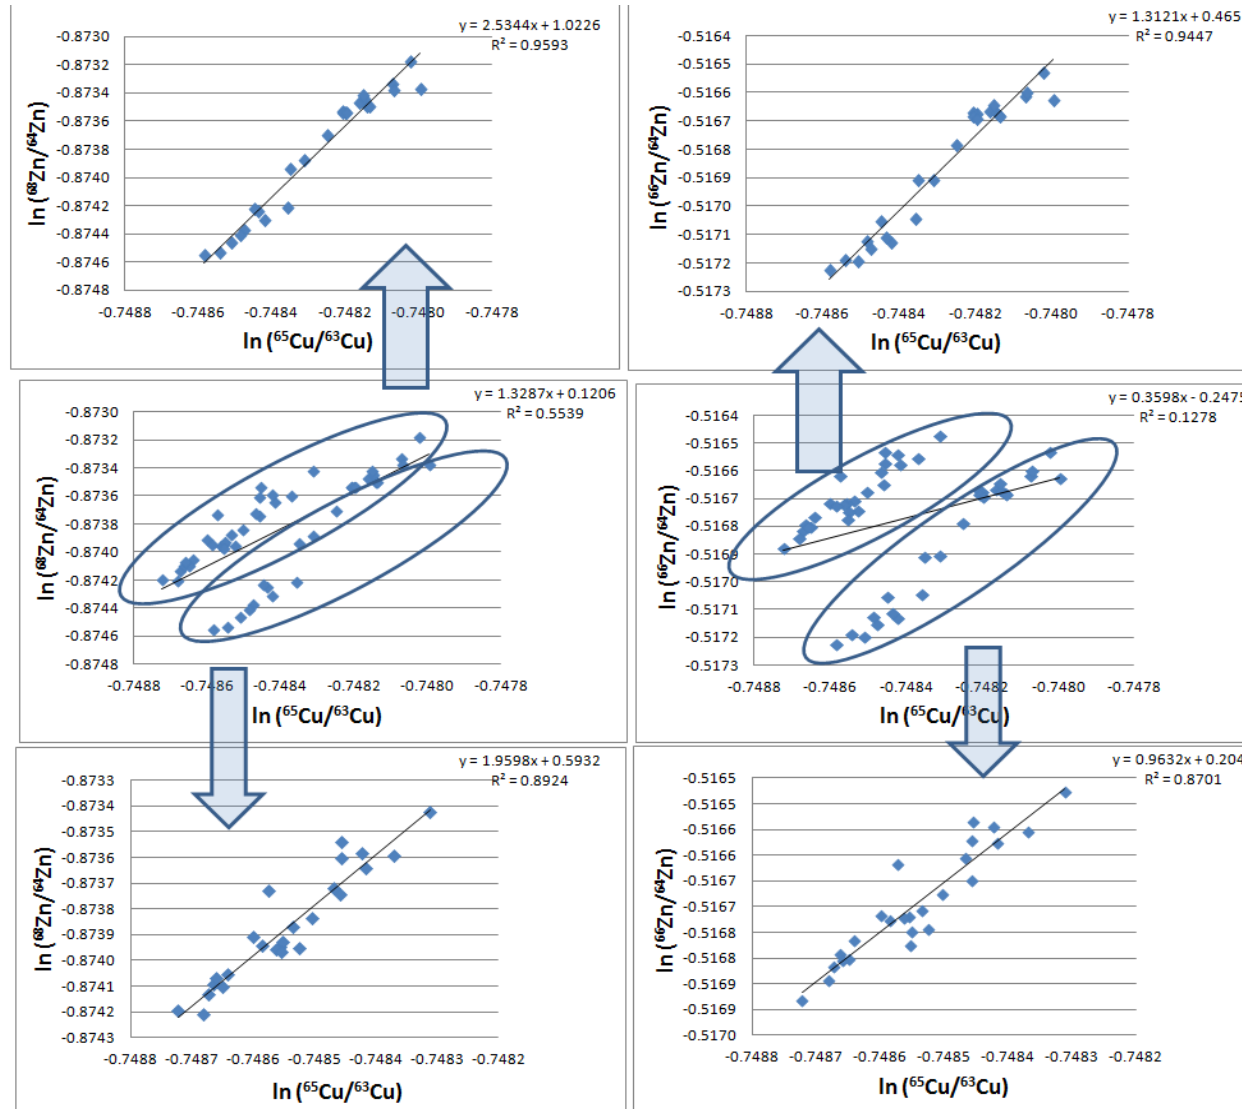 y = 2.5344x + 1.0226
R² = 0.9593
-0.8730
-0.8732
-0.8734
-0.8736
-0.8738
-0.8740
-0.8742
-0.8744
-0.8746
-0.8748
ln (⁶⁸Zn/⁶⁴Zn)
-0.7488 -0.7486 -0.7484 -0.7482 -0.7480 -0.7478
ln (⁶⁵Cu/⁶³Cu)
y = 1.3121x + 0.465
R² = 0.9447
-0.5164
-0.5165
-0.5166
-0.5167
-0.5168
-0.5169
-0.5170
-0.5171
-0.5172
-0.5173
ln (⁶⁶Zn/⁶⁴Zn)
-0.7488 -0.7486 -0.7484 -0.7482 -0.7480 -0.7478
ln (⁶⁵Cu/⁶³Cu)
y = 1.3287x + 0.1206
R² = 0.5539
-0.8730
-0.8732
-0.8734
-0.8736
-0.8738
-0.8740
-0.8742
-0.8744
-0.8746
-0.8748
ln (⁶⁸Zn/⁶⁴Zn)
-0.7488 -0.7486 -0.7484 -0.7482 -0.7480 -0.7478
ln (⁶⁵Cu/⁶³Cu)
y = 0.3598x - 0.2475
R² = 0.1278
-0.5164
-0.5165
-0.5166
-0.5167
-0.5168
-0.5169
-0.5170
-0.5171
-0.5172
-0.5173
ln (⁶⁶Zn/⁶⁴Zn)
-0.7488 -0.7486 -0.7484 -0.7482 -0.7480 -0.7478
ln (⁶⁵Cu/⁶³Cu)
y = 1.9598x + 0.5932
R² = 0.8924
-0.8733
-0.8734
-0.8735
-0.8736
-0.8737
-0.8738
-0.8739
-0.8740
-0.8741
-0.8742
-0.8743
ln (⁶⁸Zn/⁶⁴Zn)
-0.7488 -0.7487 -0.7486 -0.7485 -0.7483 -0.7482
ln (⁶⁵Cu/⁶³Cu)
y = 0.9632x + 0.204
R² = 0.8701
-0.5165
-0.5165
-0.5166
-0.5166
-0.5167
-0.5167
-0.5168
-0.5168
-0.5169
-0.5169
-0.5170
ln (⁶⁶Zn/⁶⁴Zn)
-0.7488 -0.7487 -0.7486 -0.7485 -0.7484 -0.7483 -0.7482
ln (⁶⁵Cu/⁶³Cu)